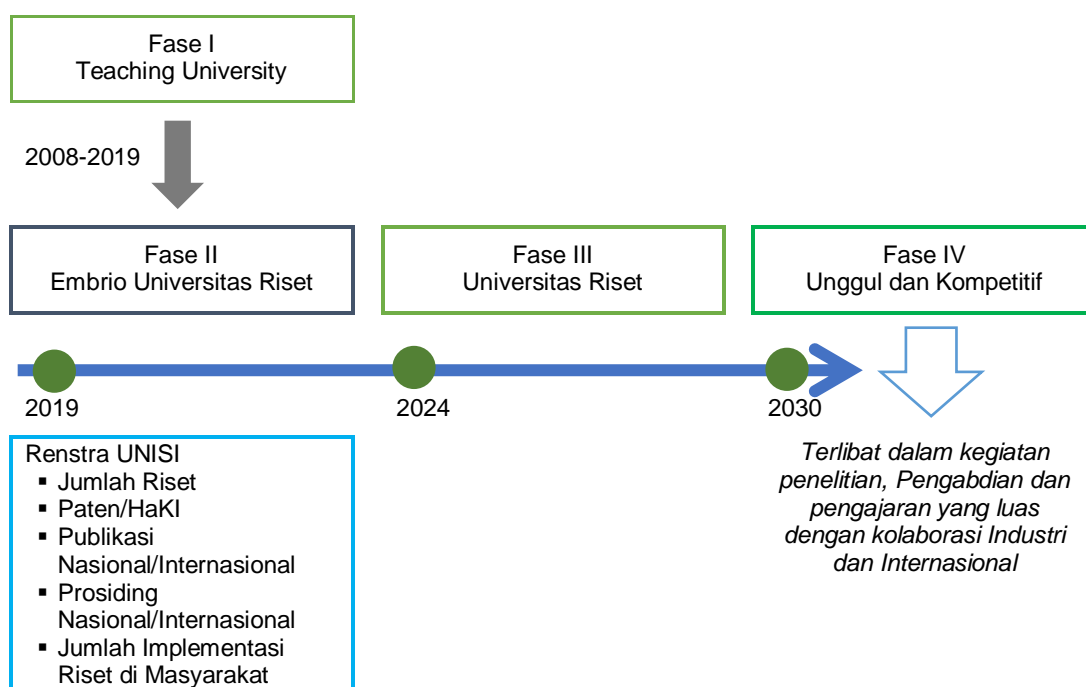 Fase I
Teaching University
2008-2019
Fase II
Embrio Universitas Riset
Fase III
Universitas Riset
Fase IV
Unggul dan Kompetitif
2019
2024
2030
Renstra UNISI
▪ Jumlah Riset
▪ Paten/HaKI
▪ Publikasi
Nasional/Internasional
▪ Prosiding
Nasional/Internasional
▪ Jumlah Implementasi
Riset di Masyarakat
Terlibat dalam kegiatan
penelitian, Pengabdian dan
pengajaran yang luas
dengan kolaborasi Industri
dan Internasional